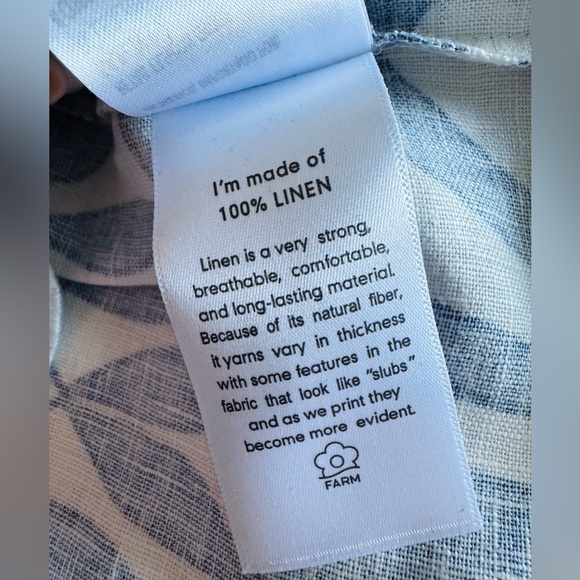 I'm made of
100% LINEN
Linen is a very strong,
breathable, comfortable,
and long-lasting material.
Because of its natural fiber,
it yarns vary in thickness
with some features in the
fabric that look like "slubs"
and as we print they
become more evident.
FARM